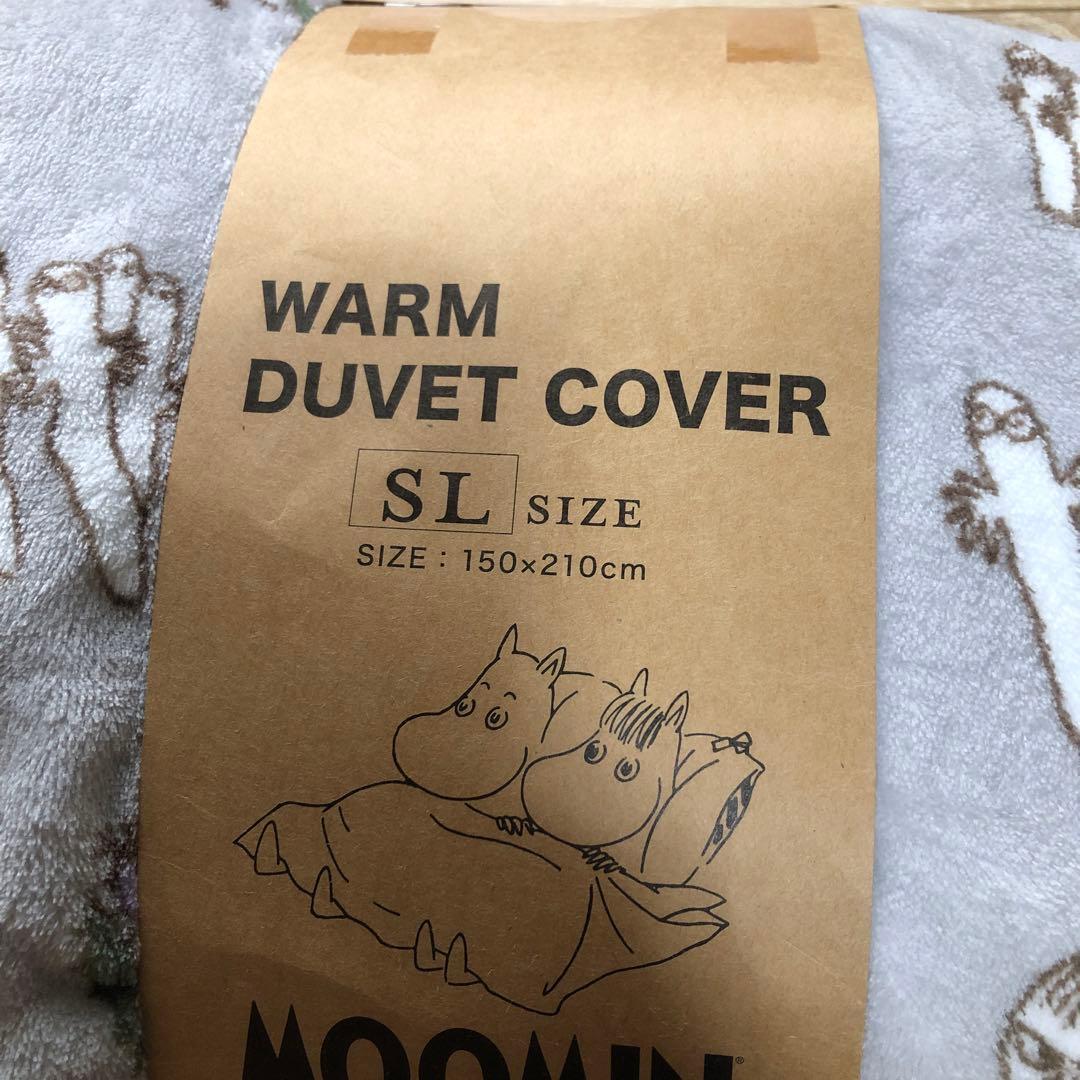 WARM
DUVET COVER
SL SIZE
SIZE : 150×210cm
MOOMIN®